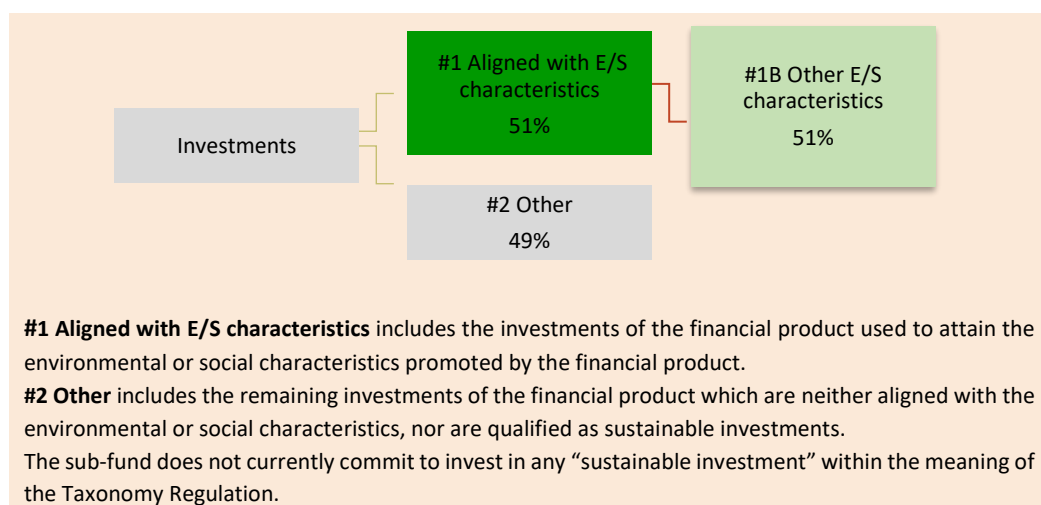 #1 Aligned with E/S
characteristics
51%
#1B Other E/S
characteristics
51%
Investments
#2 Other
49%
#1 Aligned with E/S characteristics includes the investments of the financial product used to attain the
environmental or social characteristics promoted by the financial product.
#2 Other includes the remaining investments of the financial product which are neither aligned with the
environmental or social characteristics, nor are qualified as sustainable investments.
The sub-fund does not currently commit to invest in any “sustainable investment” within the meaning of
the Taxonomy Regulation.